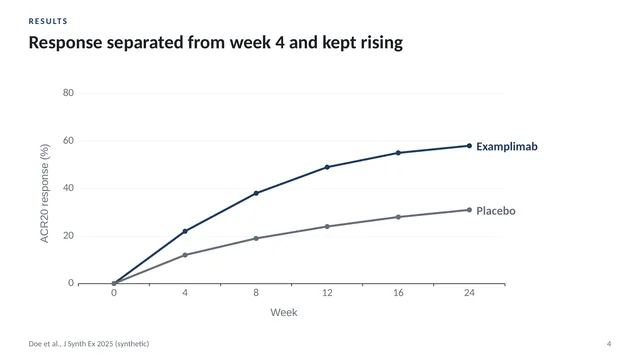 RESULTS
Response separated from week 4 and kept rising
80
60
40
20
0
ACR20 response (%)
Examplimab
Placebo
0 4 8 12 16 24
Week
Doe et al., J Synth Ex 2025 (synthetic)
4